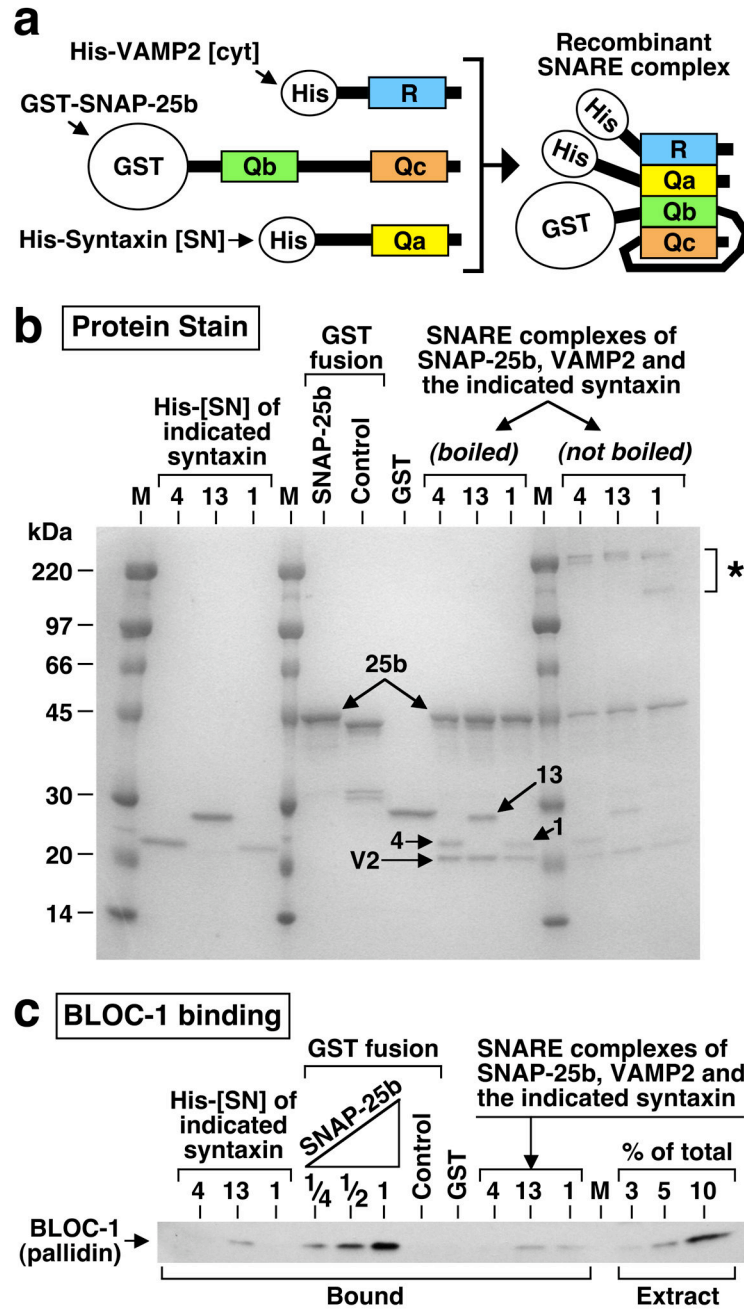 a
His-VAMP2 [cyt]
GST-SNAP-25b
His
R
GST
Qb
Qc
His-Syntaxin [SN]
His
Qa
Recombinant
SNARE complex
His
His
GST
R
Qa
Qb
Qc
b
Protein Stain
GST
fusion
SNARE complexes of
SNAP-25b, VAMP2 and
the indicated syntaxin
His-[SN] of
indicated
syntaxin
SNAP-25b
Control
GST
(boiled)
(not boiled)
M 4 13 1 M 4 13 1 M 4 13 1
kDa
220
97
66
45
30
20
14
25b
13
4
1
V2
*
c
BLOC-1 binding
GST fusion
SNARE complexes of
SNAP-25b, VAMP2 and
the indicated syntaxin
His-[SN] of
indicated
syntaxin
SNAP-25b
Control
GST
% of total
4 13 1 1/4 1/2 1 4 13 1 M 3 5 10
BLOC-1
(pallidin)
Bound
Extract